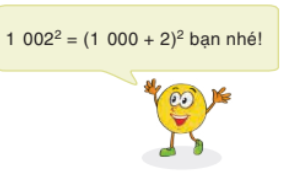 1 002² = (1 000 + 2)² bạn nhé!